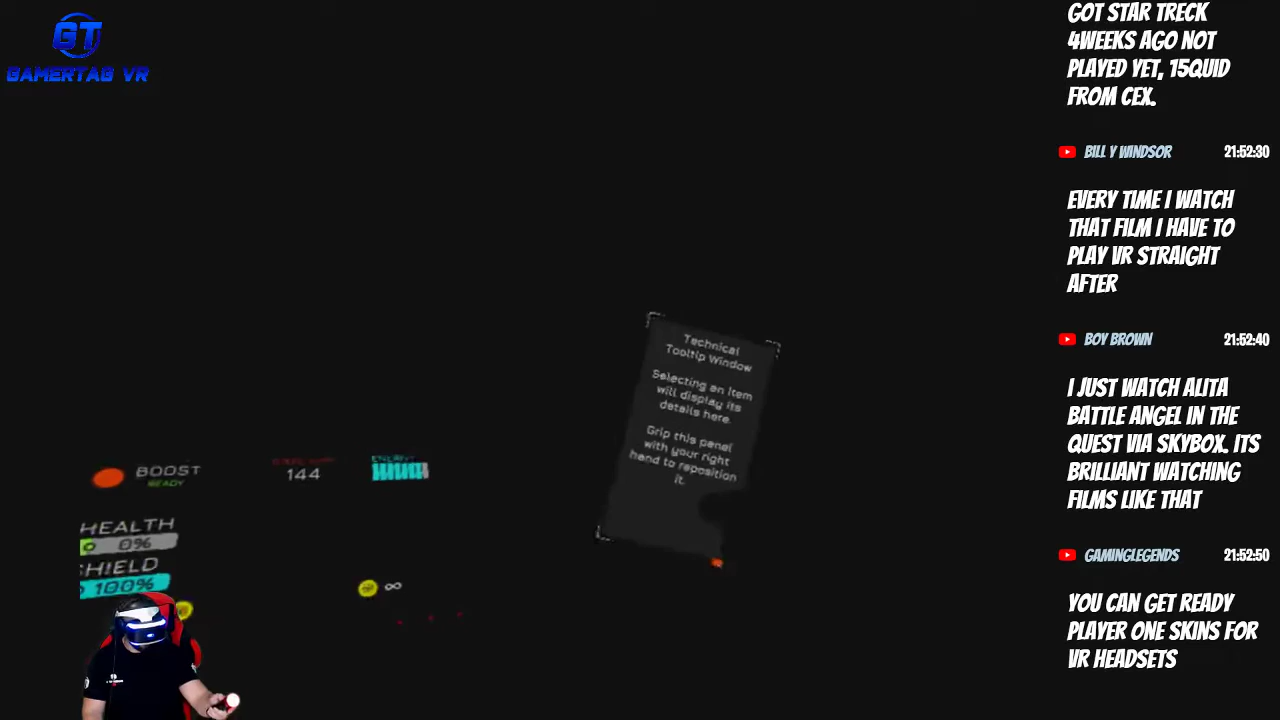 GT
GAMERTAG VR
GOT STAR TRECK
4WEEKS AGO NOT
PLAYED YET, 15QUID
FROM CEX.
BILL Y WINDSOR 21:52:30
EVERY TIME I WATCH
THAT FILM I HAVE TO
PLAY VR STRAIGHT
AFTER
BOY BROWN 21:52:40
I JUST WATCH ALITA
BATTLE ANGEL IN THE
QUEST VIA SKYBOX. ITS
BRILLIANT WATCHING
FILMS LIKE THAT
GAMINGLEGENDS 21:52:50
YOU CAN GET READY
PLAYER ONE SKINS FOR
VR HEADSETS
Technical
Tooltip Window
Selecting an item
will display its
details here.
Grip this panel
with your right
hand to reposition
it.
BOOST
READY
144
ENERGY
HEALTH
0%
SHIELD
100%
∞